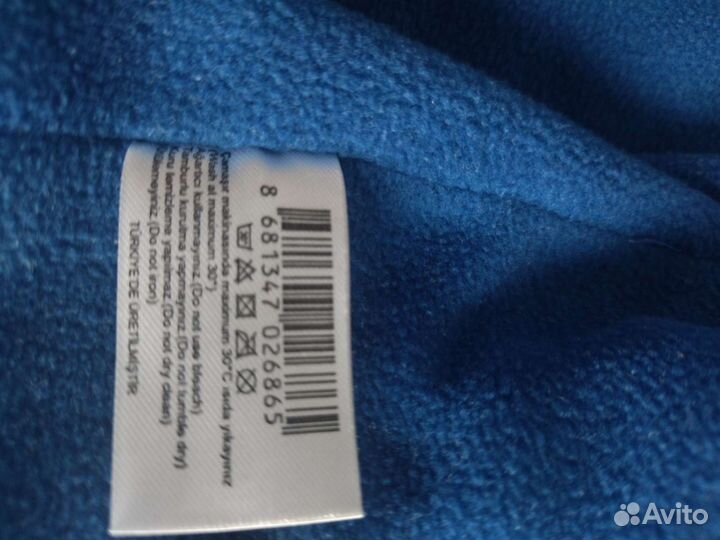 8 681347 026865
Çamaşır makinasında maximum 30°C ısıda yıkayınız
(Wash at maximum 30°)
Ağartıcı kullanmayınız. (Do not use bleach)
Tamburlu kurutma yapmayınız. (Do not tumble dry)
Kuru temizleme yapılmaz. (Do not dry clean)
Ütülemeyiniz. (Do not iron)
TÜRKİYE'DE ÜRETİLMİŞTİR.
Avito